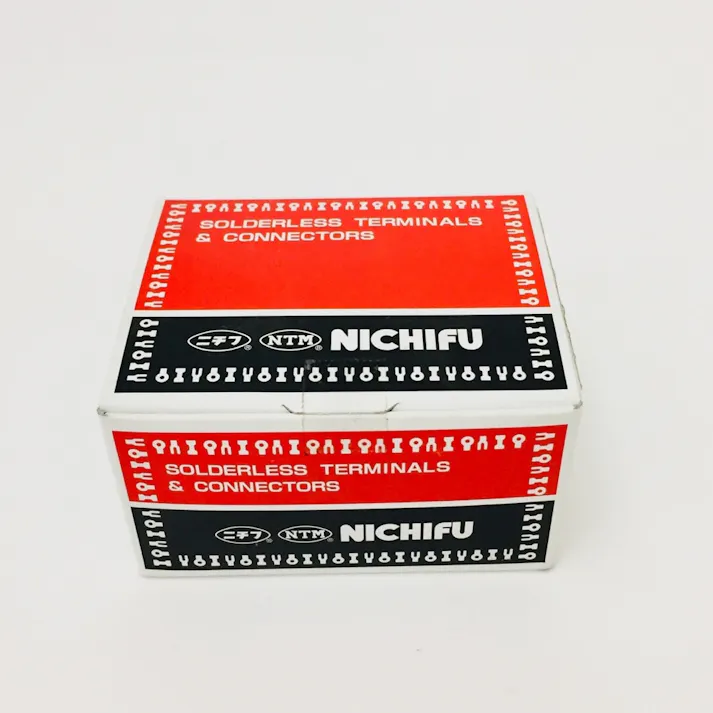 SOLDERLESS TERMINALS
& CONNECTORS
ニチフ ® NTM ® NICHIFU
SOLDERLESS TERMINALS
& CONNECTORS
ニチフ ® NTM ® NICHIFU